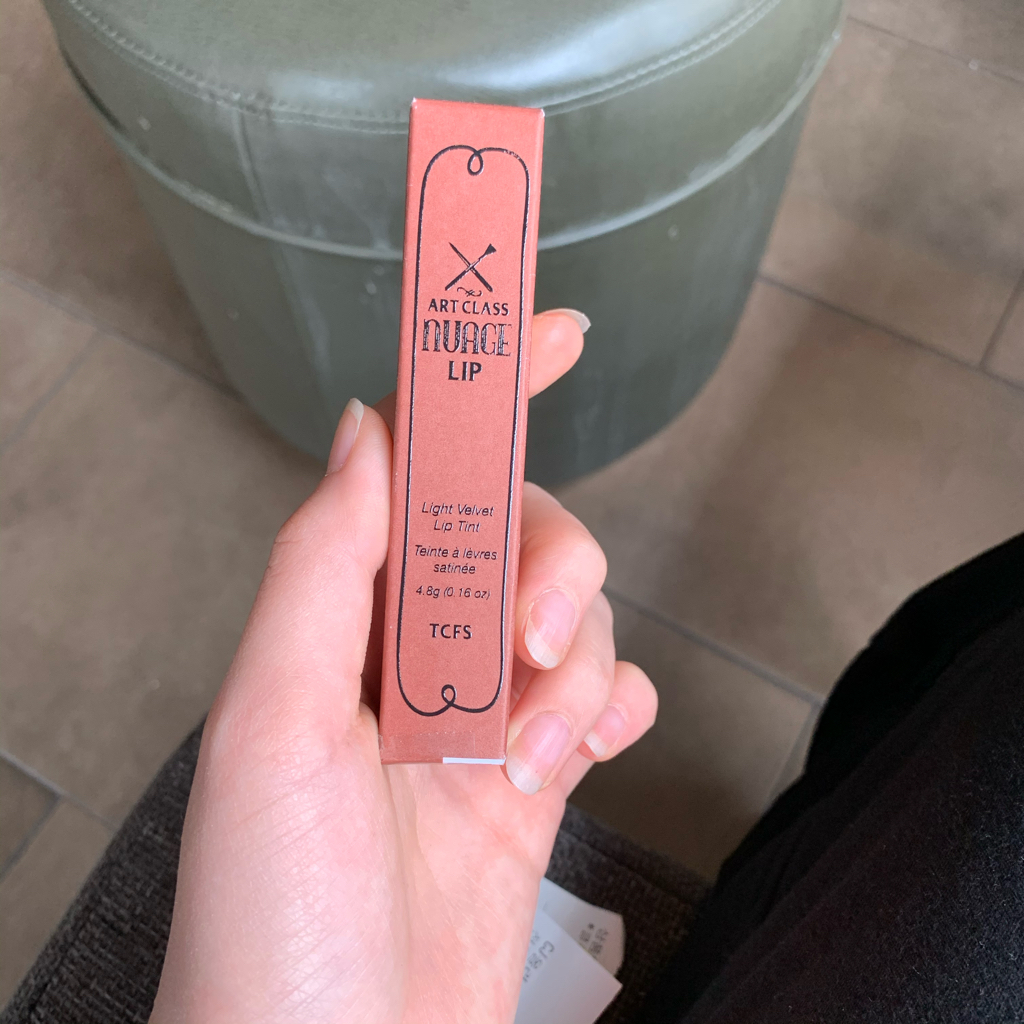 ART CLASS
NUAGE
LIP
Light Velvet
Lip Tint
Teinte à lèvres
satinée
4.8g (0.16 oz)
TCFS